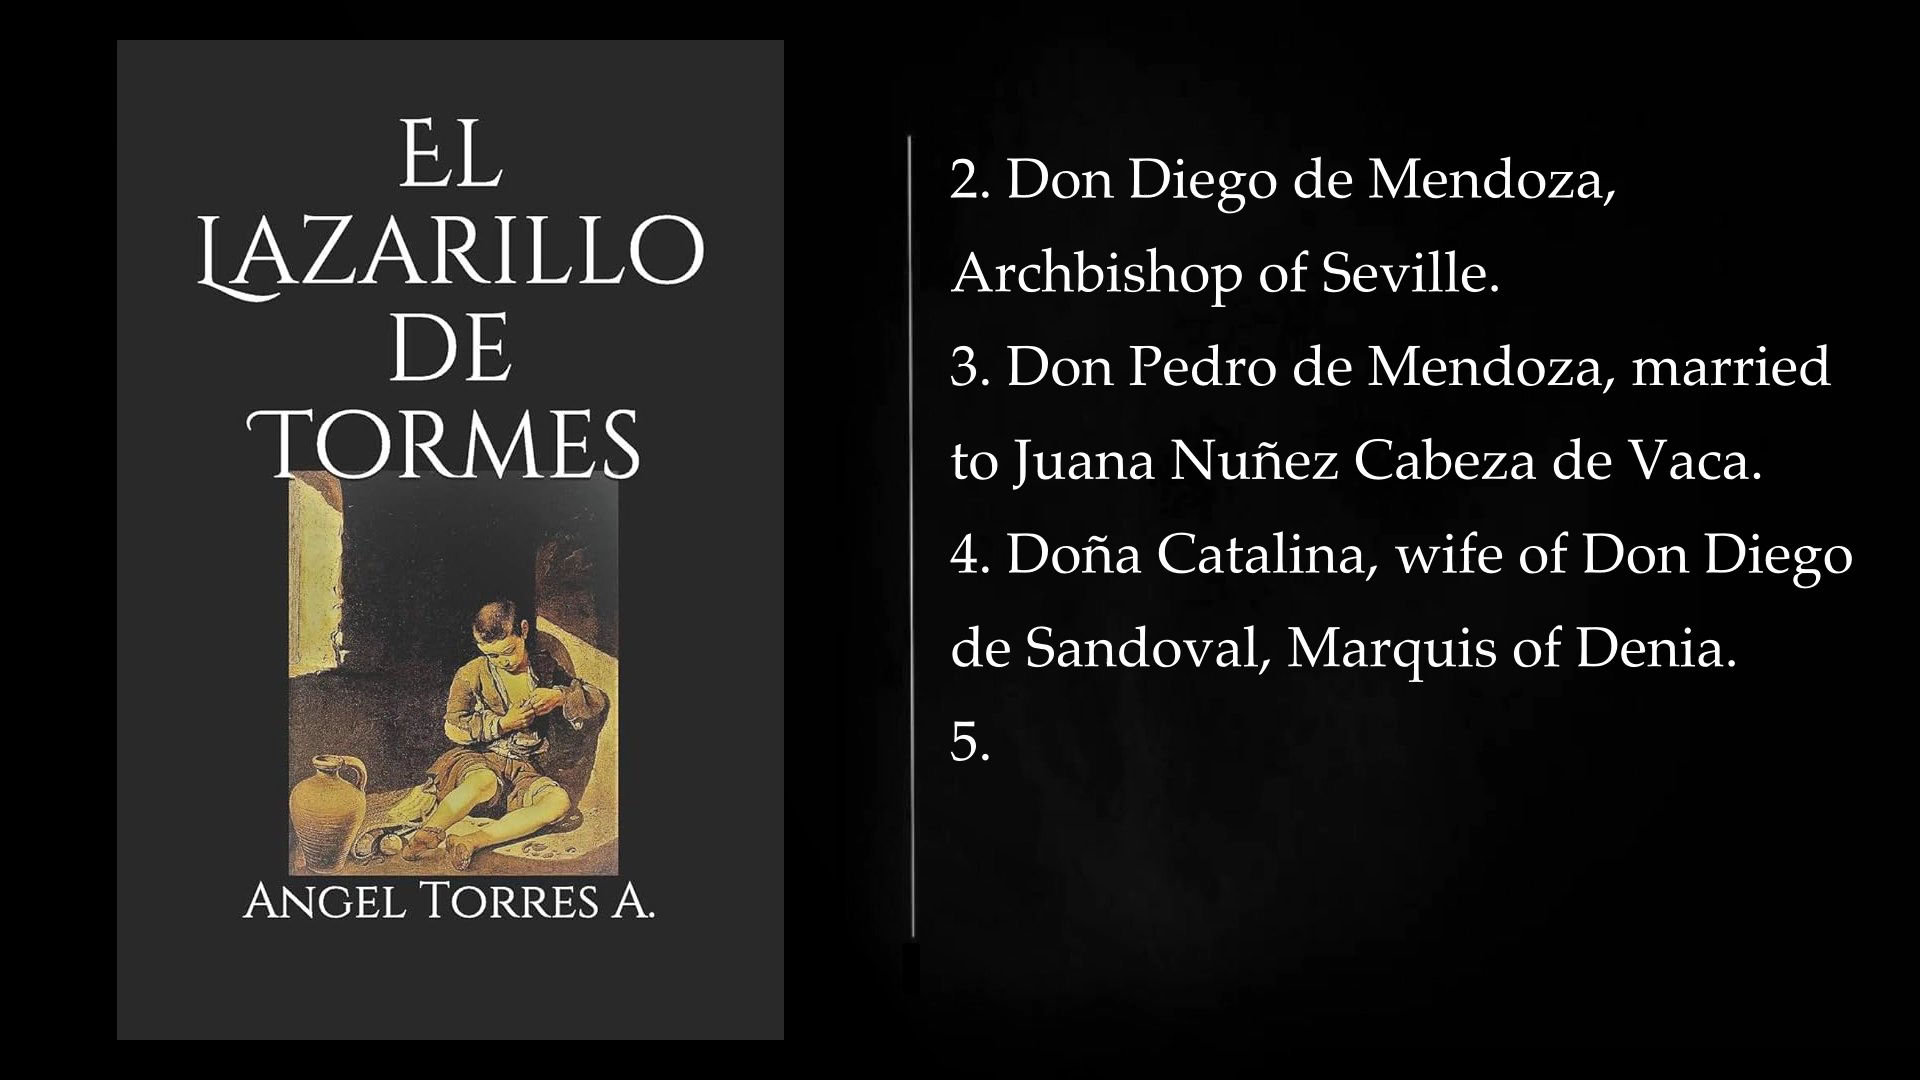 EL
LAZARILLO
DE
TORMES
ANGEL TORRES A.
2. Don Diego de Mendoza,
Archbishop of Seville.
3. Don Pedro de Mendoza, married
to Juana Nuñez Cabeza de Vaca.
4. Doña Catalina, wife of Don Diego
de Sandoval, Marquis of Denia.
5.